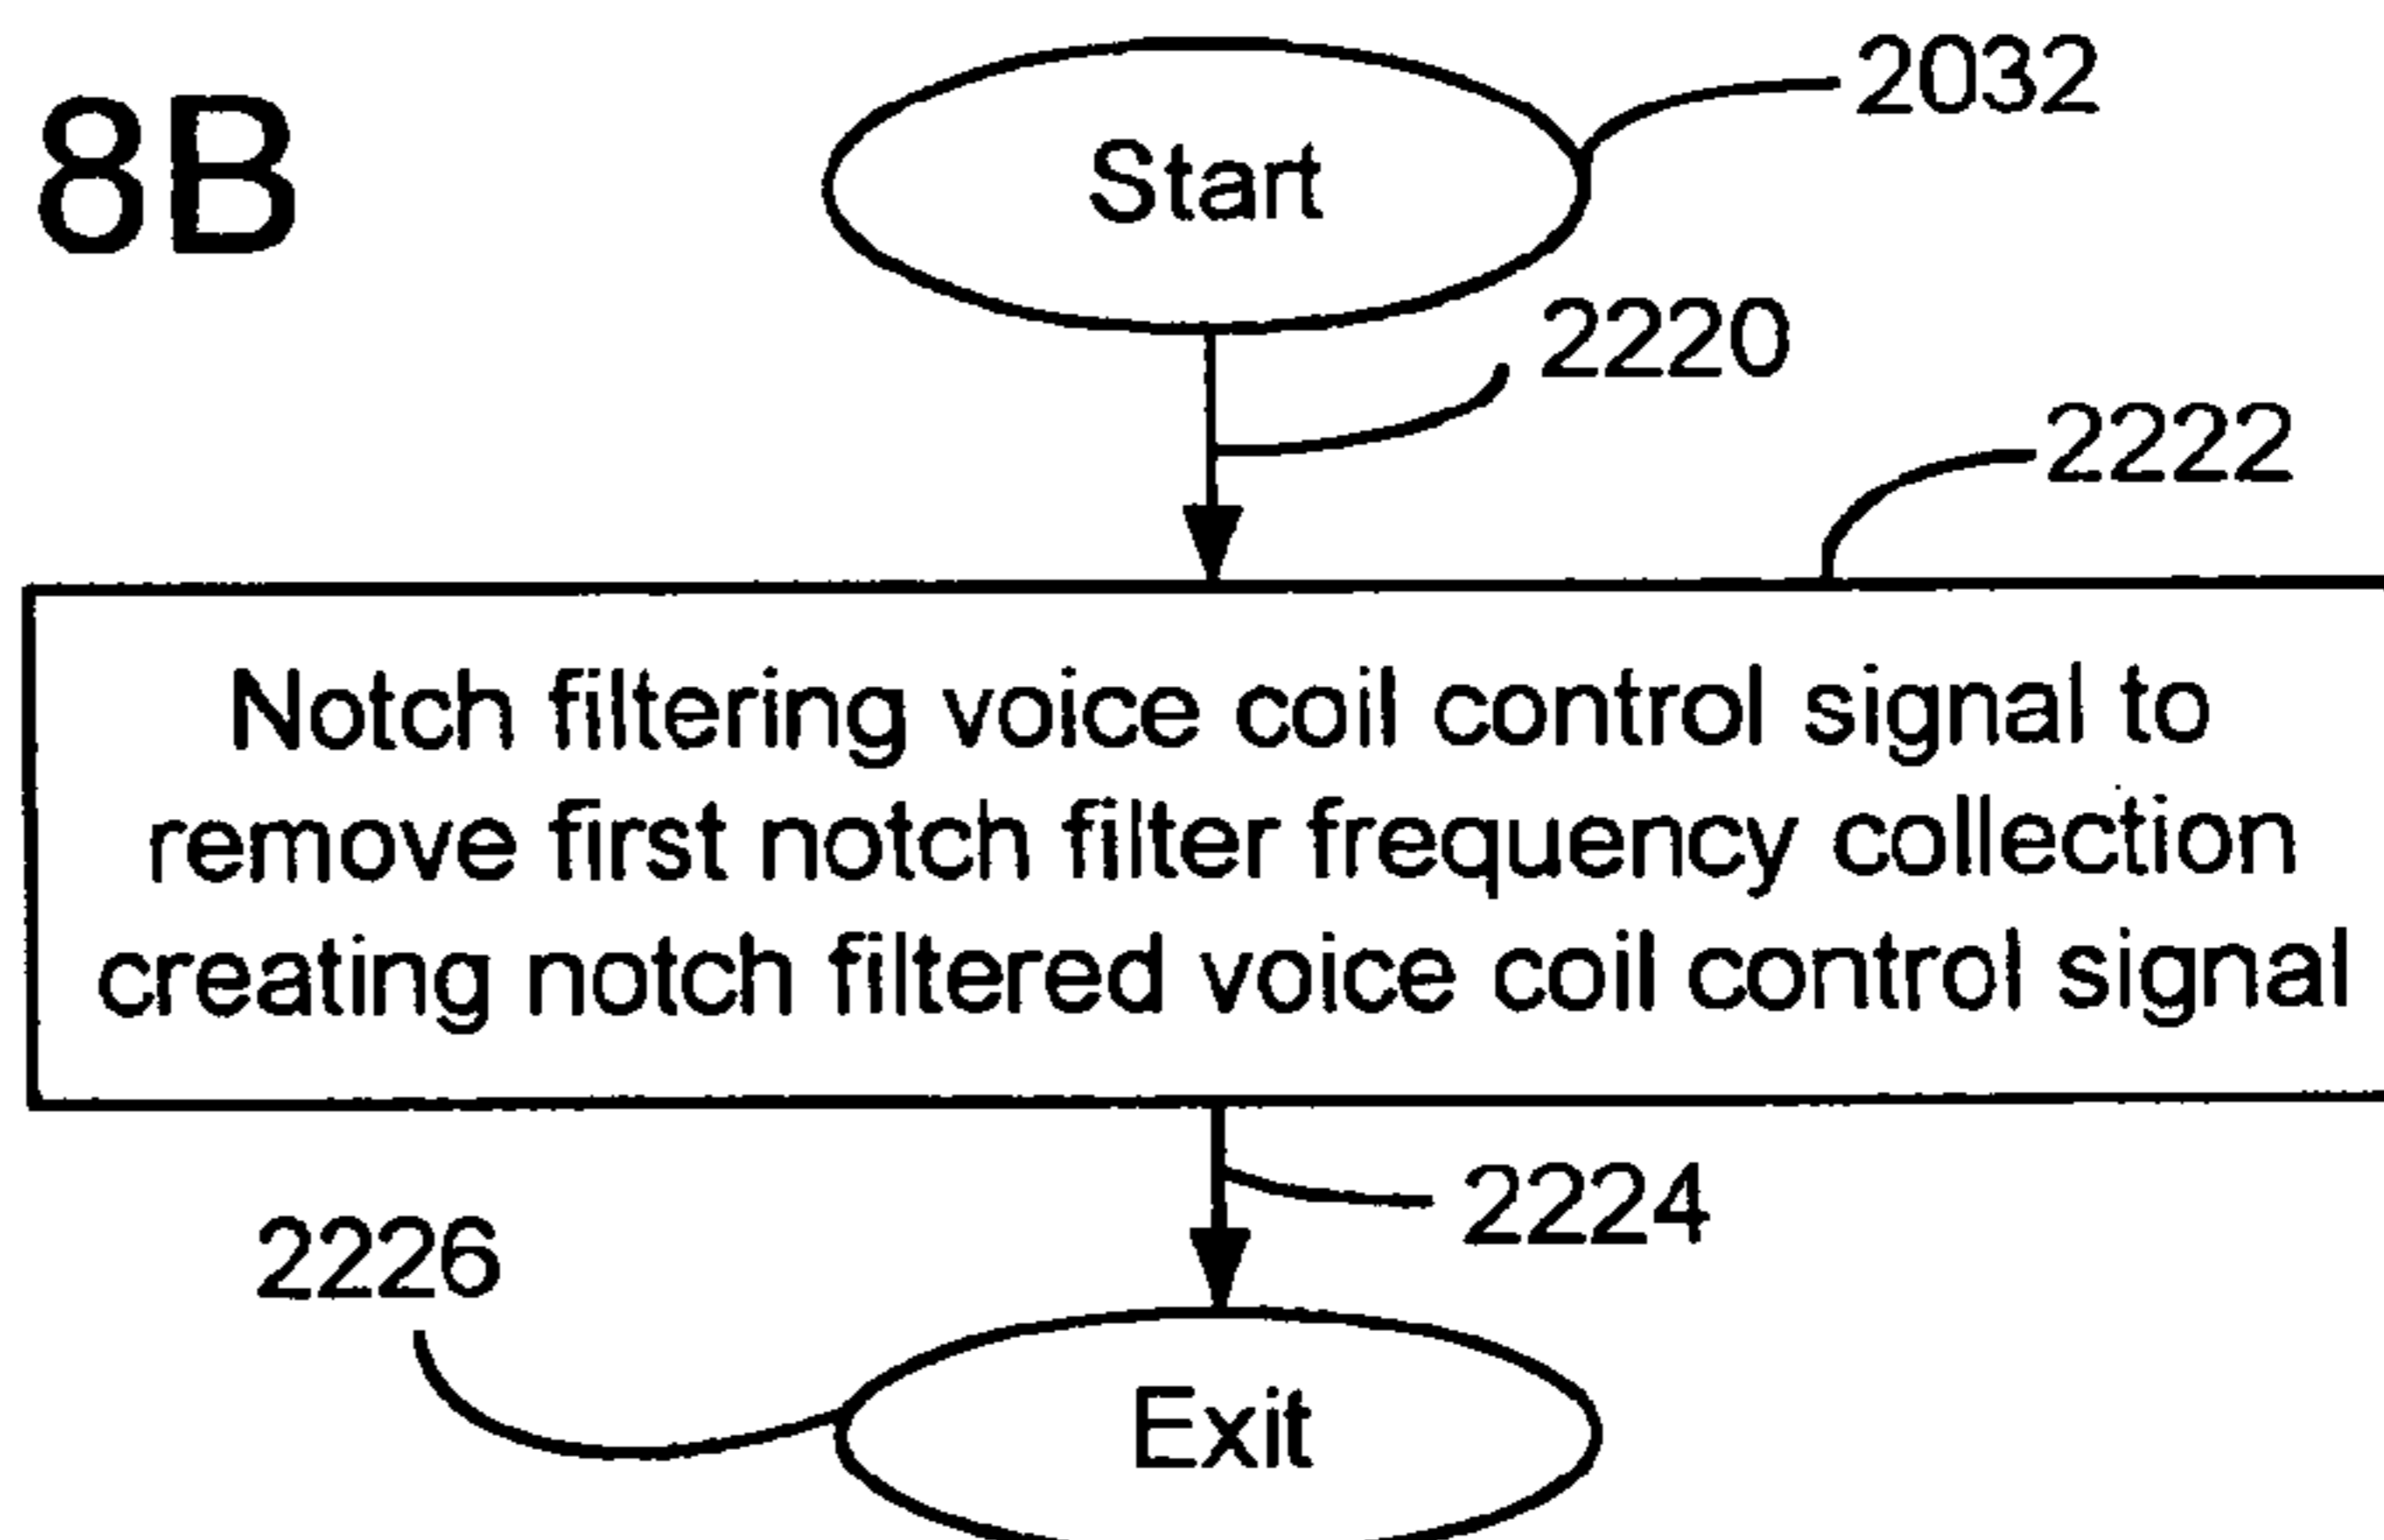 8B
Start
2032
2220
2222
Notch filtering voice coil control signal to
remove first notch filter frequency collection
creating notch filtered voice coil control signal
2224
2226
Exit